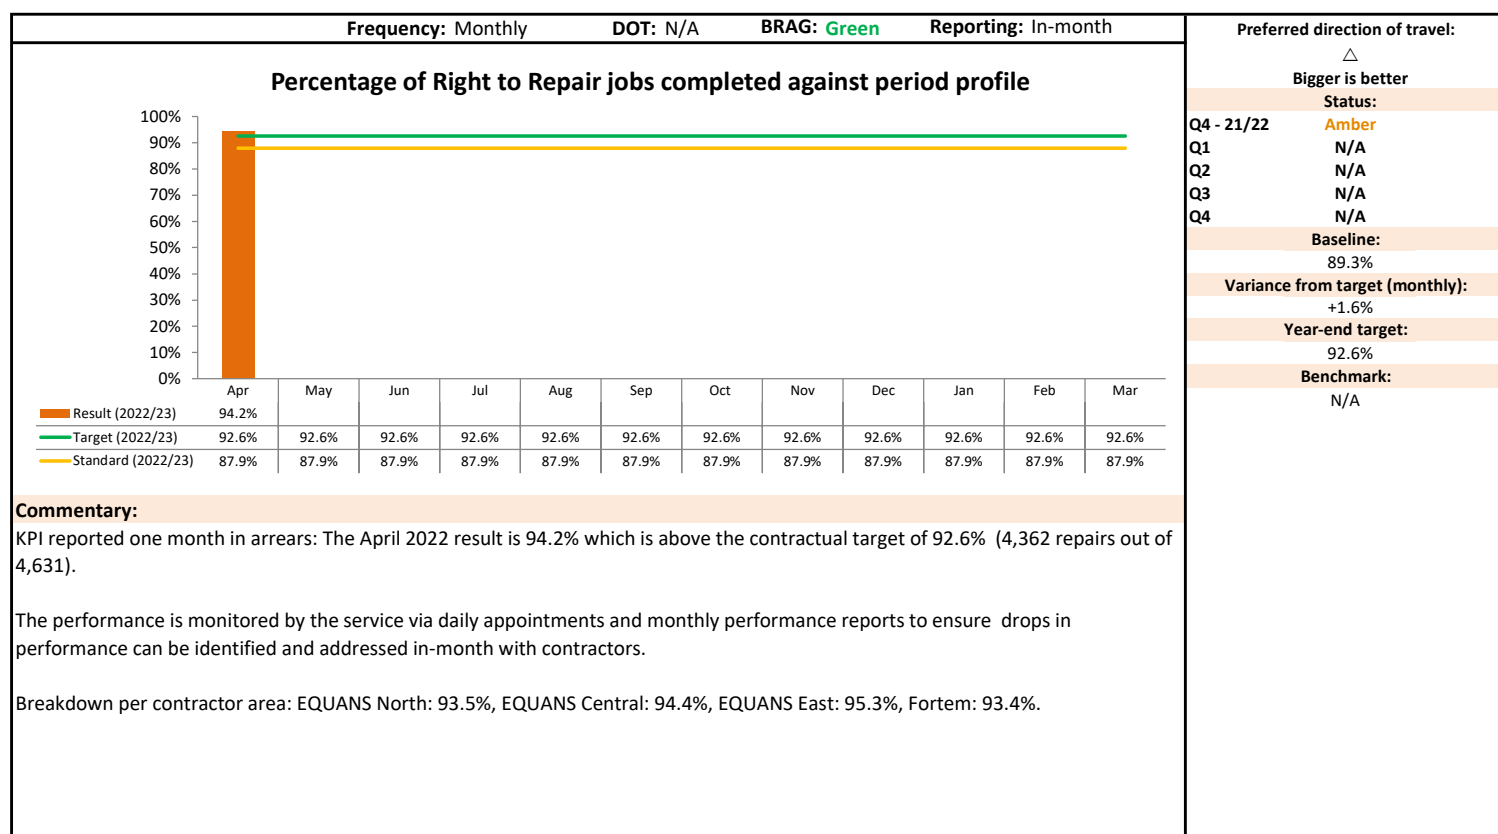 Frequency: Monthly DOT: N/A BRAG: Green Reporting: In-month
Percentage of Right to Repair jobs completed against period profile
100%
90%
80%
70%
60%
50%
40%
30%
20%
10%
0%
Apr May Jun Jul Aug Sep Oct Nov Dec Jan Feb Mar
Result (2022/23) 94.2%
Target (2022/23) 92.6% 92.6% 92.6% 92.6% 92.6% 92.6% 92.6% 92.6% 92.6% 92.6% 92.6% 92.6%
Standard (2022/23) 87.9% 87.9% 87.9% 87.9% 87.9% 87.9% 87.9% 87.9% 87.9% 87.9% 87.9% 87.9%
Commentary:
KPI reported one month in arrears: The April 2022 result is 94.2% which is above the contractual target of 92.6% (4,362 repairs out of
4,631).
The performance is monitored by the service via daily appointments and monthly performance reports to ensure drops in
performance can be identified and addressed in-month with contractors.
Breakdown per contractor area: EQUANS North: 93.5%, EQUANS Central: 94.4%, EQUANS East: 95.3%, Fortem: 93.4%.
Preferred direction of travel:
△
Bigger is better
Status:
Q4 - 21/22 Amber
Q1 N/A
Q2 N/A
Q3 N/A
Q4 N/A
Baseline:
89.3%
Variance from target (monthly):
+1.6%
Year-end target:
92.6%
Benchmark:
N/A